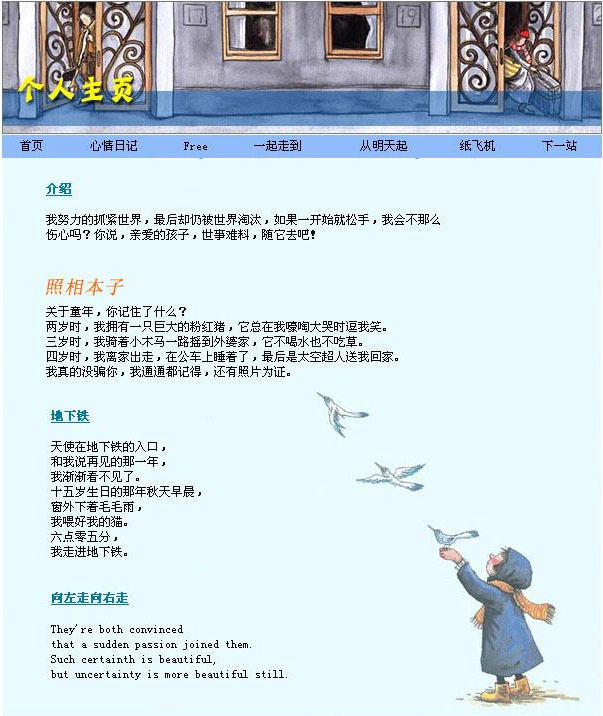 个人主页
首页 心情日记 Free 一起走到 从明天起 纸飞机 下一站
介绍
我努力的抓紧世界，最后却仍被世界淘汰，如果一开始就松手，我会不那么
伤心吗？你说，亲爱的孩子，世事难料，随它去吧！
照相本子
关于童年，你记住了什么？
两岁时，我拥有一只巨大的粉红猪，它总在我嚎啕大哭时逗我笑。
三岁时，我骑着小木马一路摇到外婆家，它不喝水也不吃草。
四岁时，我离家出走，在公车上睡着了，最后是太空超人送我回家。
我真的没骗你，我通通都记得，还有照片为证。
地下铁
天使在地下铁的入口，
和我说再见的那一年，
我渐渐看不见了。
十五岁生日的那年秋天早晨，
窗外下着毛毛雨，
我喂好我的猫。
六点零五分，
我走进地下铁。
向左走向右走
They're both convinced
that a sudden passion joined them.
Such certainth is beautiful,
but uncertainty is more beautiful still.